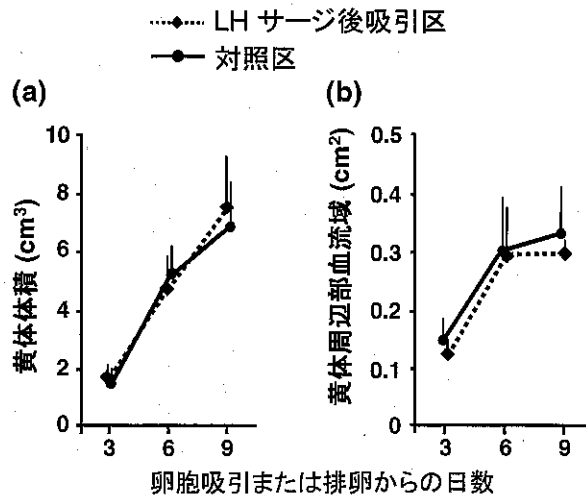 LH サージ後吸引区
対照区
(a)
(b)
黄体体積 (cm³)
10
8
6
4
2
0
3 6 9
黄体周辺部血流域 (cm²)
0.5
0.4
0.3
0.2
0.1
0
3 6 9
卵胞吸引または排卵からの日数